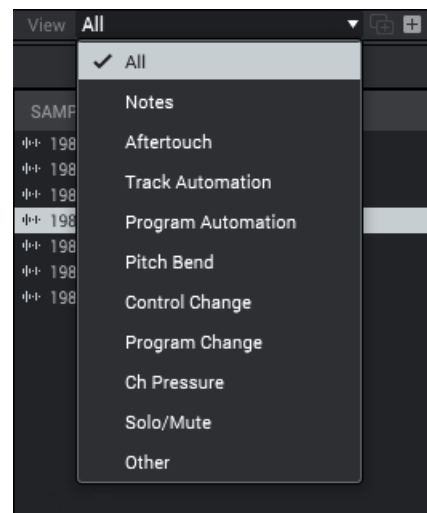 View All
All
Notes
Aftertouch
Track Automation
Program Automation
Pitch Bend
Control Change
Program Change
Ch Pressure
Solo/Mute
Other
198
198
198
198
198
198
198